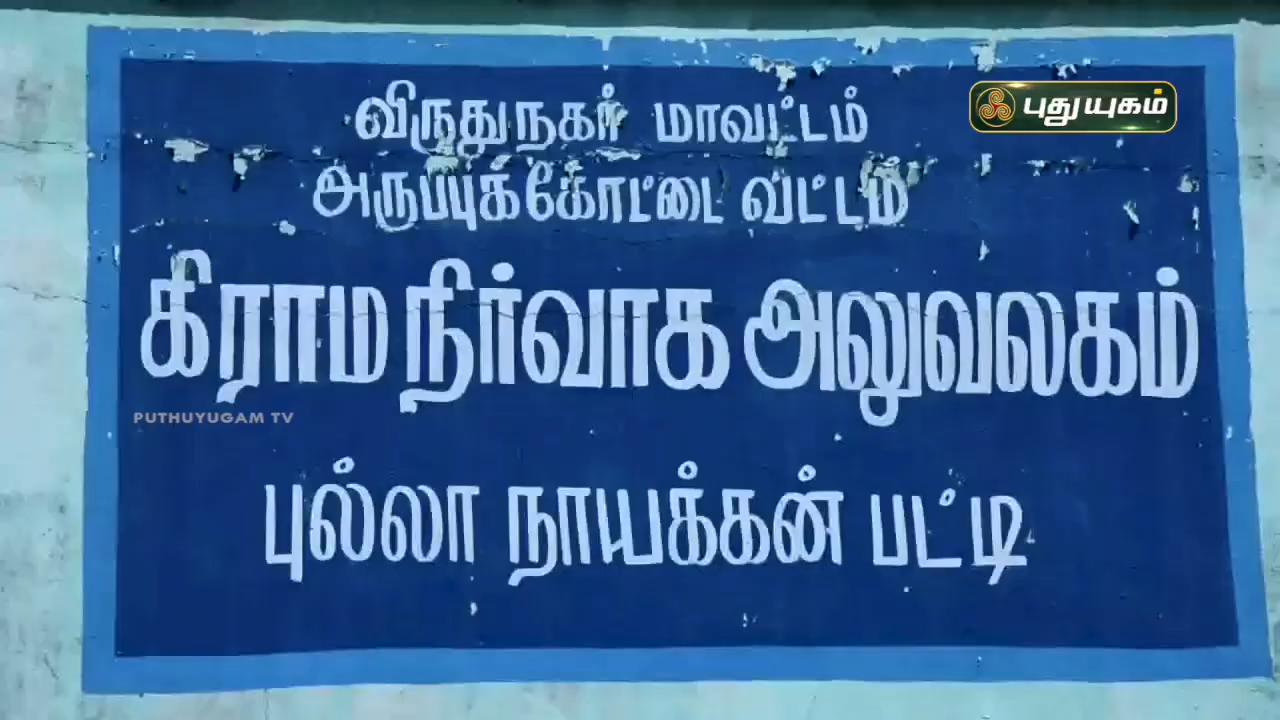 விருதுநகர் மாவட்டம்
புதுயுகம்
அருப்புக்கோட்டை வட்டம்
கிராம நிர்வாக அலுவலகம்
PUTHUYUGAM TV
புல்லா நாயக்கன் பட்டி